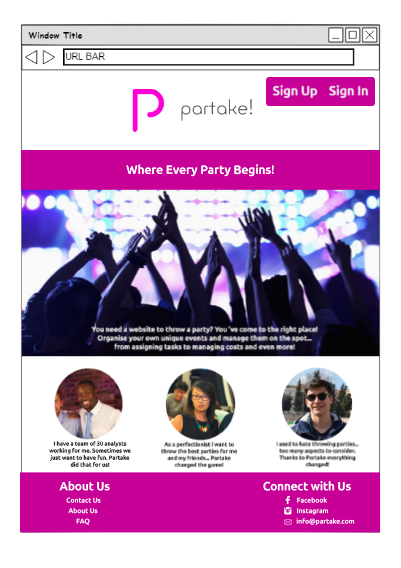 Window Title
URL BAR
Sign Up Sign In
P partake!
Where Every Party Begins!
You need a website to throw a party? You 've come to the right place!
Organise your own unique events and manage them on the spot...
from assigning tasks to managing costs and even more!
I have a team of 30 analysts
working for me. Sometimes we
just want to have fun. Partake
did that for us!
As a perfectionist i want to
throw the best parties for me
and my friends... Partake
changed the game!
I used to hate throwing parties...
too many aspects to consider.
Thanks to Partake everything
changed!
About Us
Contact Us
About Us
FAQ
Connect with Us
Facebook
Instagram
info@partake.com